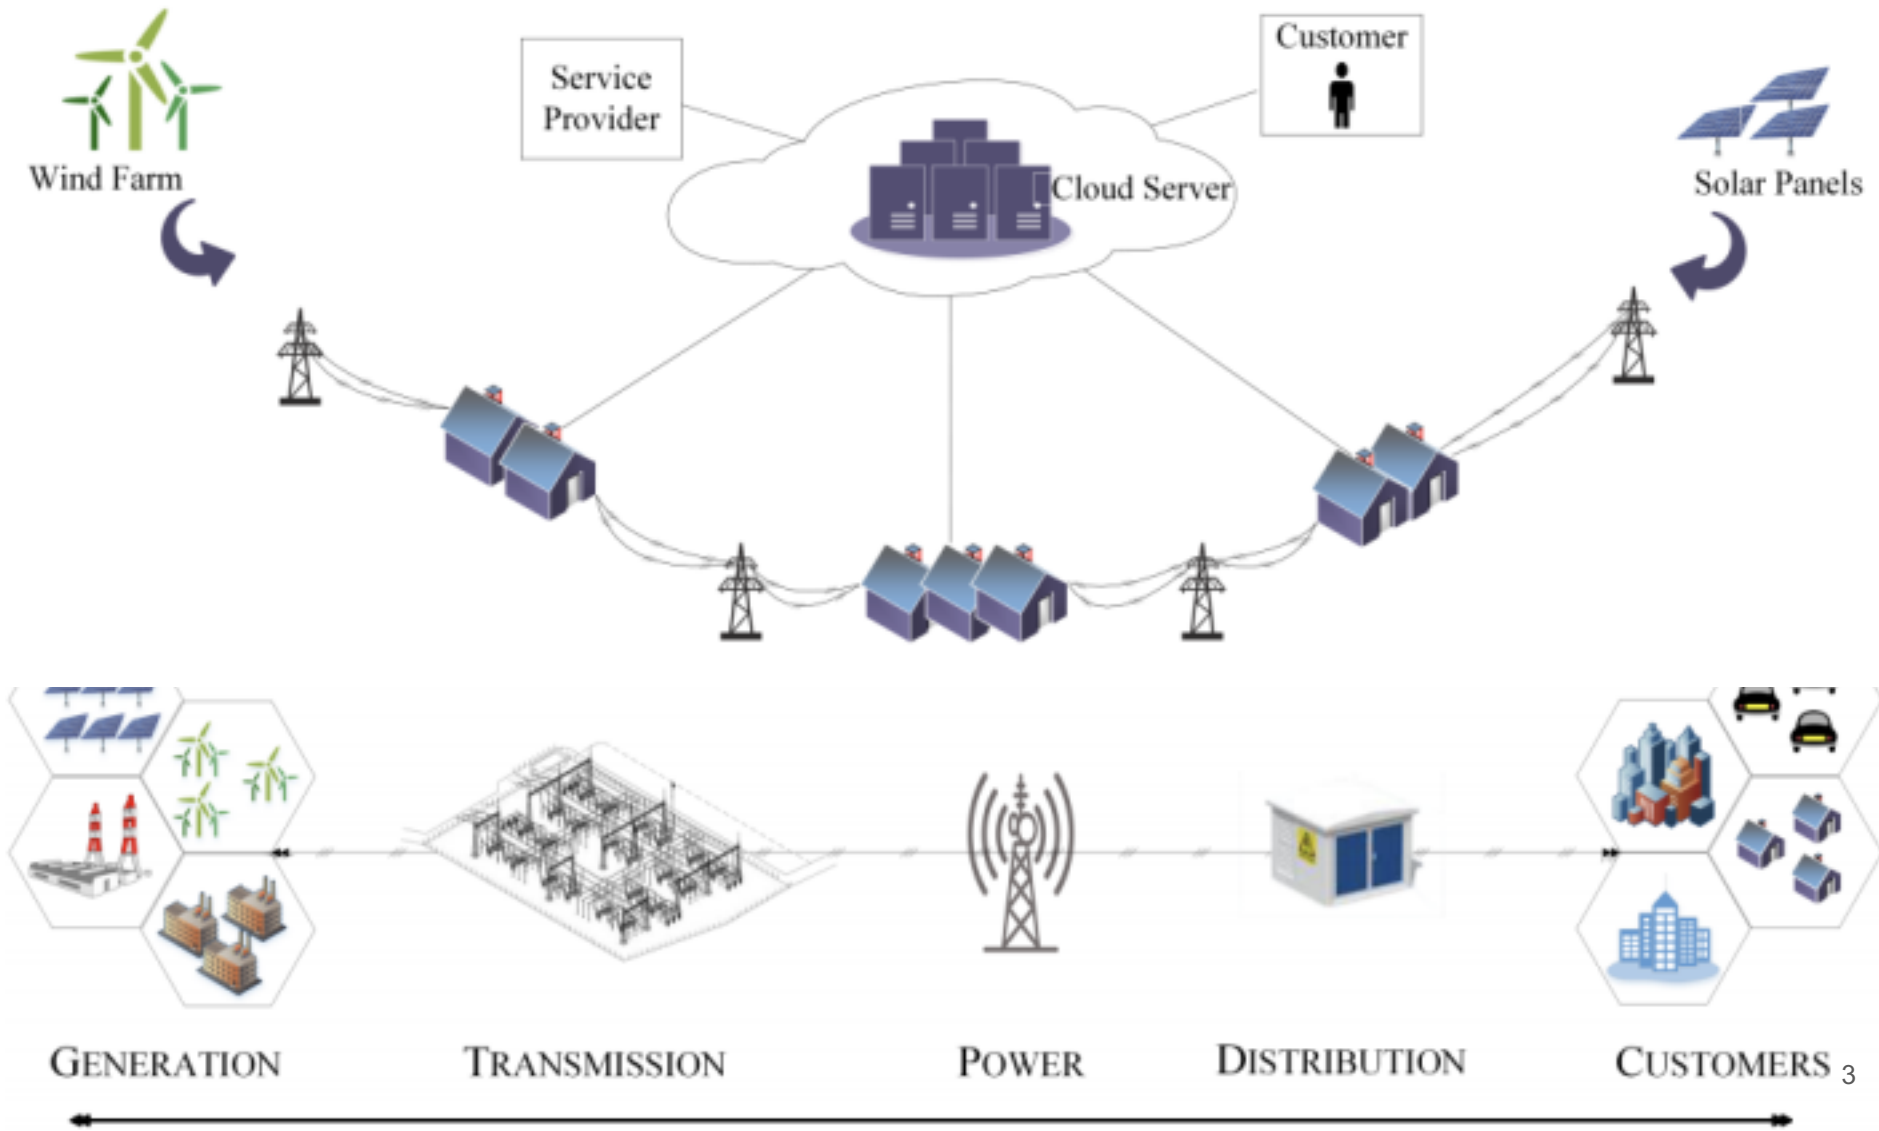 Wind Farm
Service
Provider
Cloud Server
Customer
Solar Panels
GENERATION
TRANSMISSION
POWER
DISTRIBUTION
CUSTOMERS
3